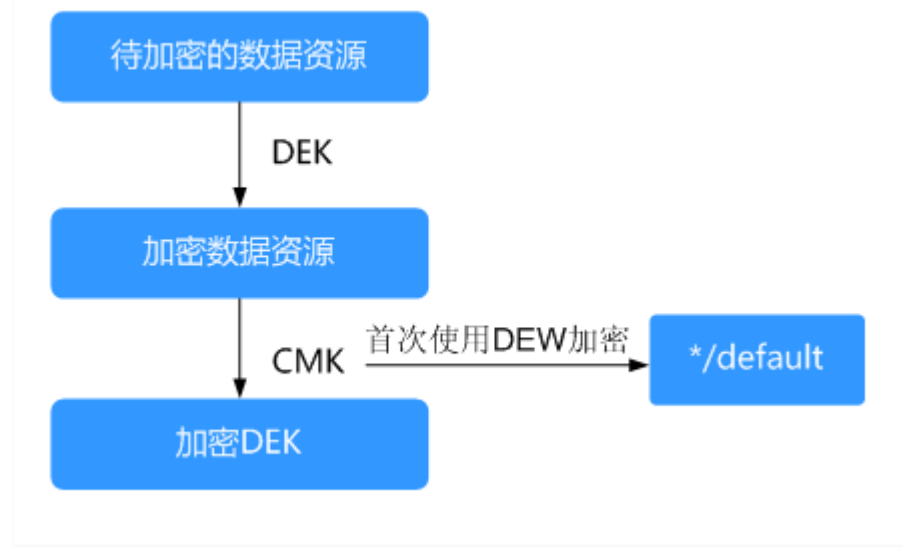 待加密的数据资源
DEK
加密数据资源
CMK
首次使用DEW加密
*/default
加密DEK